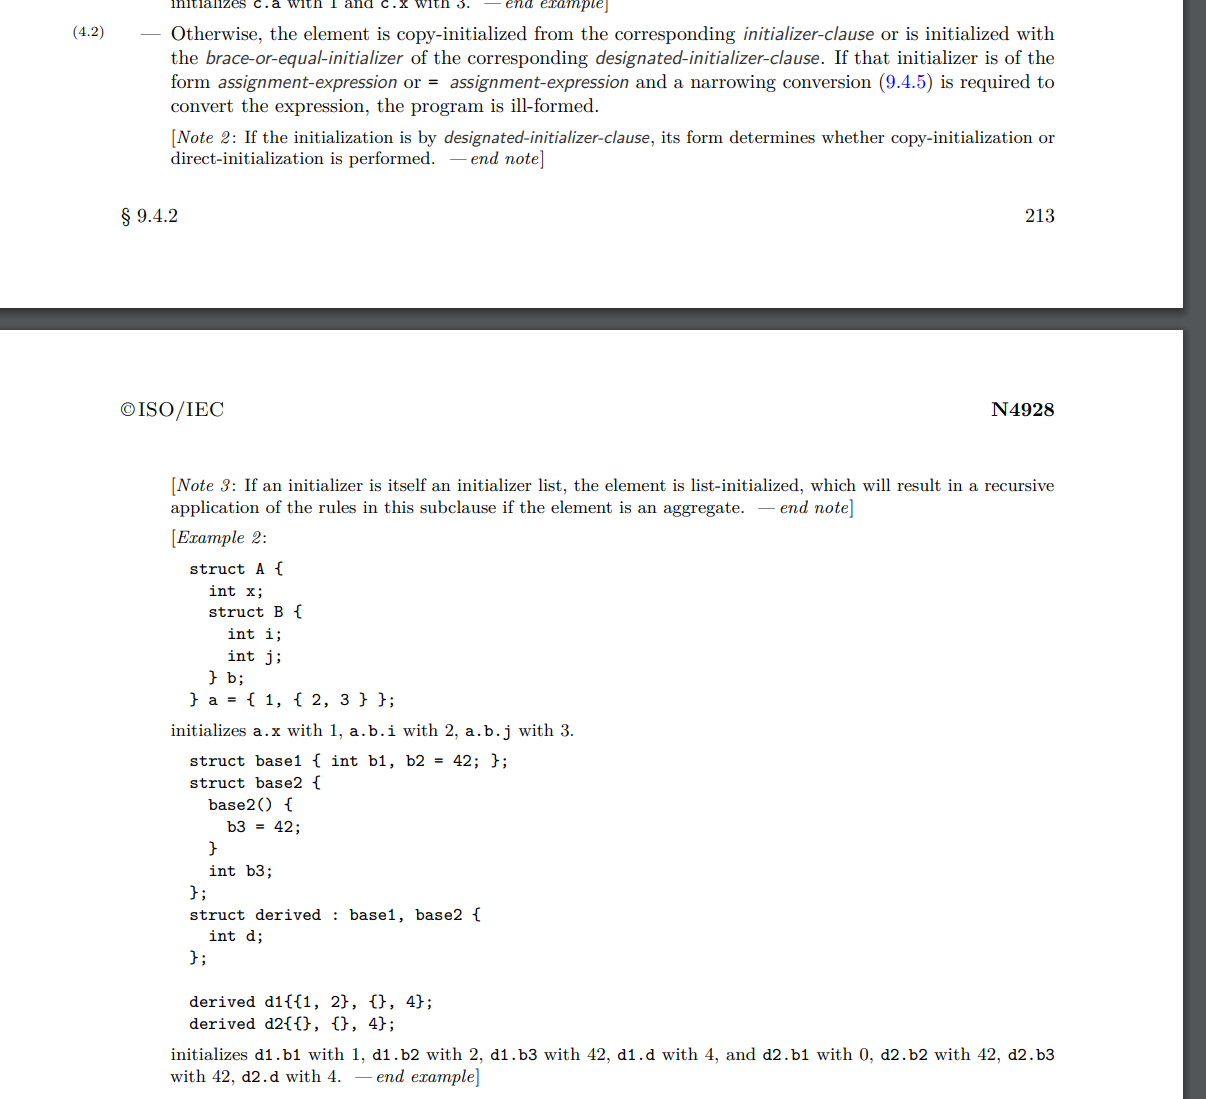 initializes c.a with 1 and c.x with 3. — end example]
(4.2) — Otherwise, the element is copy-initialized from the corresponding initializer-clause or is initialized with
the brace-or-equal-initializer of the corresponding designated-initializer-clause. If that initializer is of the
form assignment-expression or = assignment-expression and a narrowing conversion (9.4.5) is required to
convert the expression, the program is ill-formed.
[Note 2: If the initialization is by designated-initializer-clause, its form determines whether copy-initialization or
direct-initialization is performed. — end note]
§ 9.4.2 213
©ISO/IEC N4928
[Note 3: If an initializer is itself an initializer list, the element is list-initialized, which will result in a recursive
application of the rules in this subclause if the element is an aggregate. — end note]
[Example 2:
struct A {
int x;
struct B {
int i;
int j;
} b;
} a = { 1, { 2, 3 } };
initializes a.x with 1, a.b.i with 2, a.b.j with 3.
struct base1 { int b1, b2 = 42; };
struct base2 {
base2() {
b3 = 42;
}
int b3;
};
struct derived : base1, base2 {
int d;
};
derived d1{{1, 2}, {}, 4};
derived d2{{}, {}, 4};
initializes d1.b1 with 1, d1.b2 with 2, d1.b3 with 42, d1.d with 4, and d2.b1 with 0, d2.b2 with 42, d2.b3
with 42, d2.d with 4. — end example]